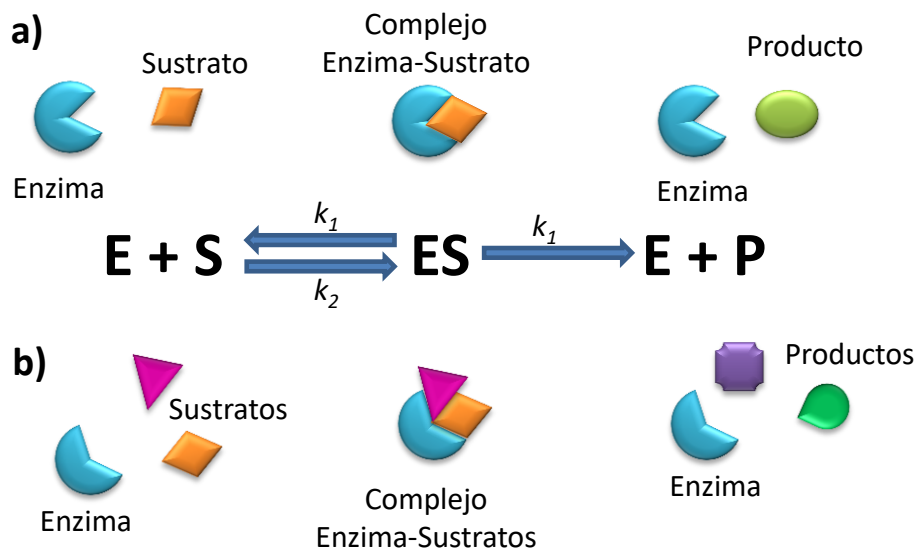 a)
Sustrato
Complejo
Enzima-Sustrato
Producto
Enzima
Enzima
E + S
k1
k2
ES
k1
E + P
b)
Sustratos
Enzima
Complejo
Enzima-Sustratos
Productos
Enzima